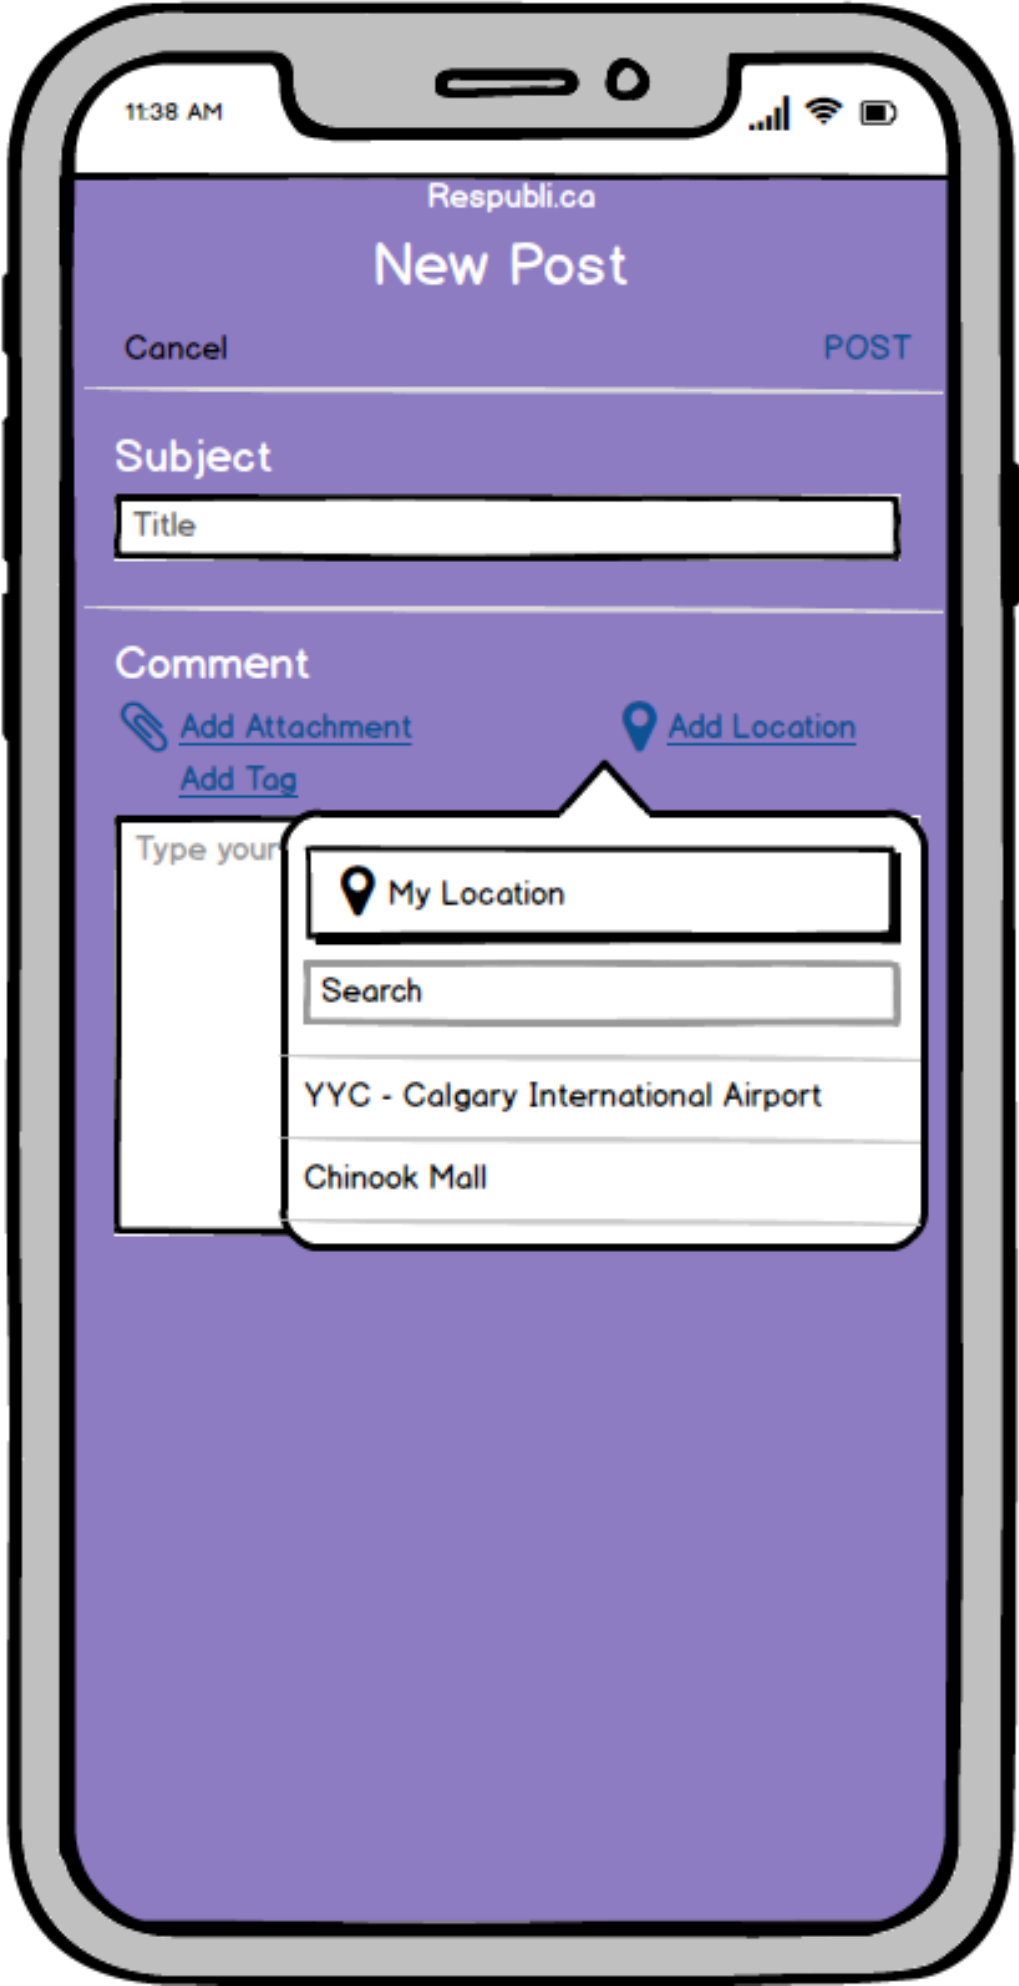 11:38 AM
Respubli.ca
New Post
Cancel
POST
Subject
Title
Comment
Add Attachment
Add Location
Add Tag
Type your
My Location
Search
YYC - Calgary International Airport
Chinook Mall